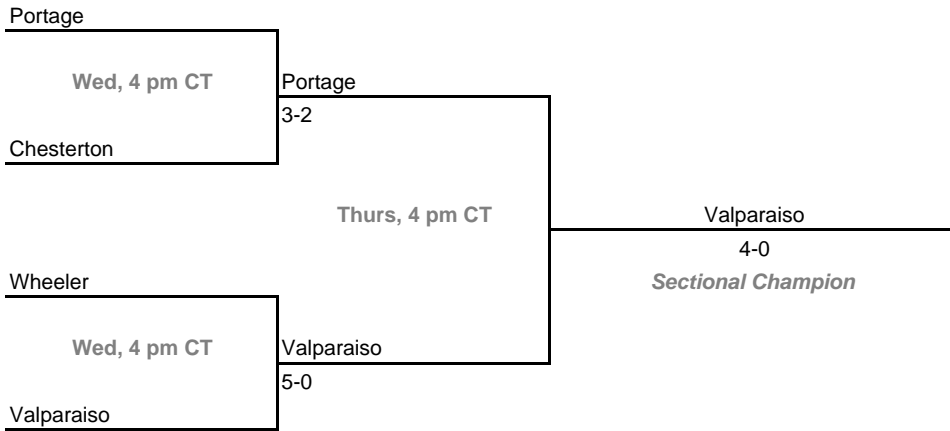 Portage
Wed, 4 pm CT
Portage
3-2
Chesterton
Thurs, 4 pm CT
Valparaiso
4-0
Wheeler
Sectional Champion
Wed, 4 pm CT
Valparaiso
5-0
Valparaiso